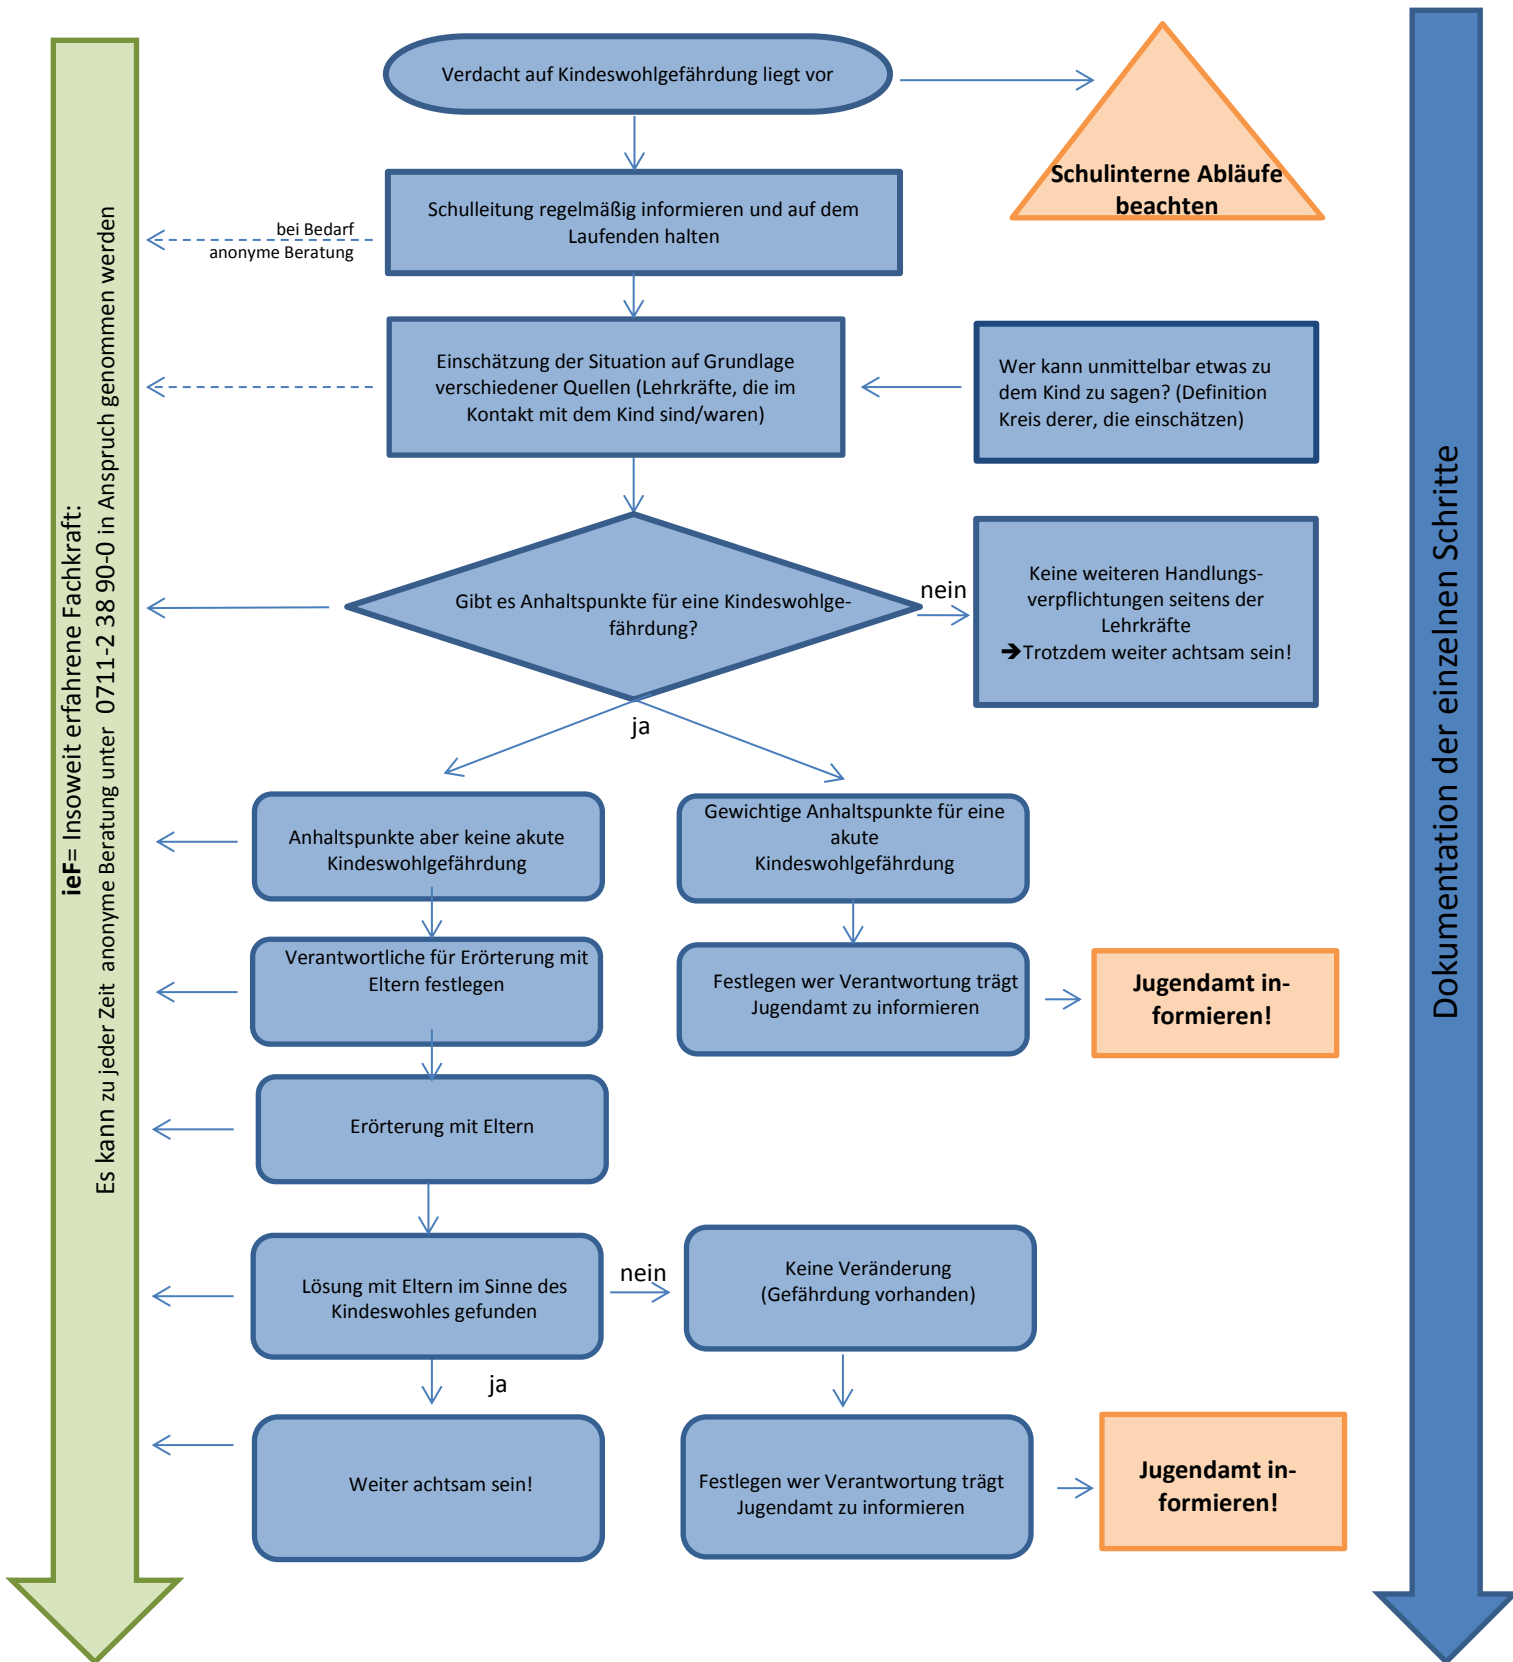 Verdacht auf Kindeswohlgefährdung liegt vor
Schulinterne Abläufe
beachten
Schulleitung regelmäßig informieren und auf dem
Laufenden halten
bei Bedarf
anonyme Beratung
Einschätzung der Situation auf Grundlage
verschiedener Quellen (Lehrkräfte, die im
Kontakt mit dem Kind sind/waren)
Wer kann unmittelbar etwas zu
dem Kind zu sagen? (Definition
Kreis derer, die einschätzen)
Gibt es Anhaltspunkte für eine Kindeswohlge-
fährdung?
nein
Keine weiteren Handlungs-
verpflichtungen seitens der
Lehrkräfte
➔Trotzdem weiter achtsam sein!
ja
Anhaltspunkte aber keine akute
Kindeswohlgefährdung
Gewichtige Anhaltspunkte für eine
akute
Kindeswohlgefährdung
Verantwortliche für Erörterung mit
Eltern festlegen
Festlegen wer Verantwortung trägt
Jugendamt zu informieren
Jugendamt in-
formieren!
Erörterung mit Eltern
Lösung mit Eltern im Sinne des
Kindeswohles gefunden
nein
Keine Veränderung
(Gefährdung vorhanden)
ja
Weiter achtsam sein!
Festlegen wer Verantwortung trägt
Jugendamt zu informieren
Jugendamt in-
formieren!
ieF= Insoweit erfahrene Fachkraft:
Es kann zu jeder Zeit anonyme Beratung unter 0711-2 38 90-0 in Anspruch genommen werden
Dokumentation der einzelnen Schritte